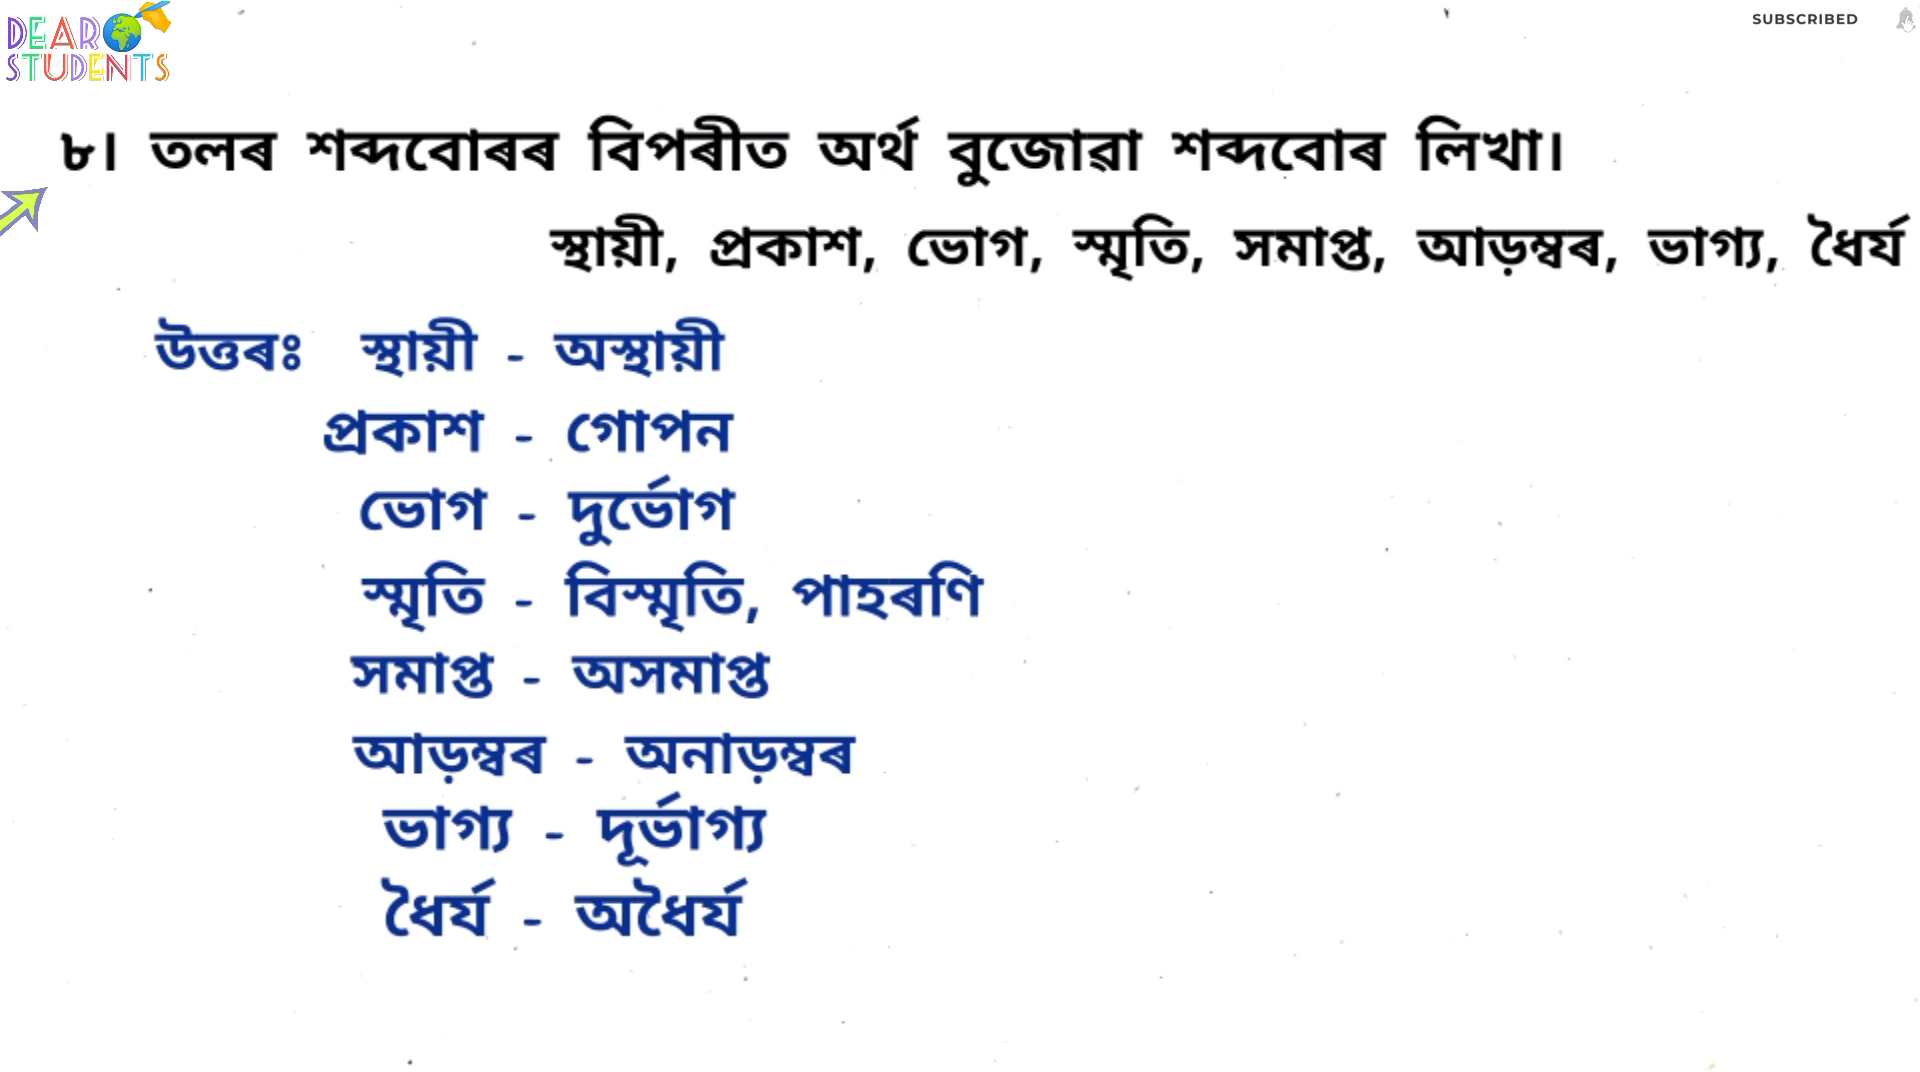 DEAR
STUDENTS
SUBSCRIBED
৮। তলৰ শব্দবোৰৰ বিপৰীত অৰ্থ বুজোৱা শব্দবোৰ লিখা।
স্থায়ী, প্ৰকাশ, ভোগ, স্মৃতি, সমাপ্ত, আড়ম্বৰ, ভাগ্য, ধৈৰ্য
উত্তৰঃ স্থায়ী - অস্থায়ী
প্ৰকাশ - গোপন
ভোগ - দুৰ্ভোগ
স্মৃতি - বিস্মৃতি, পাহৰণি
সমাপ্ত - অসমাপ্ত
আড়ম্বৰ - অনাড়ম্বৰ
ভাগ্য - দূৰ্ভাগ্য
ধৈৰ্য - অধৈৰ্য